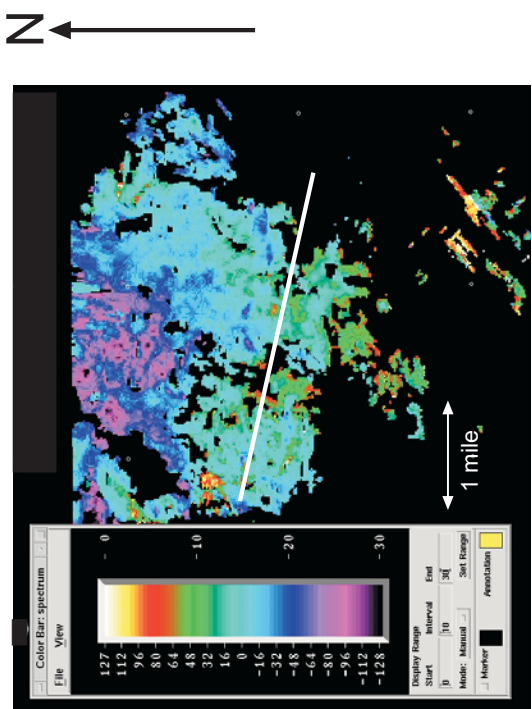 N
Color Bar: spectrum
File View
127
112
96
80
64
48
32
16
0
-16
-32
-48
-64
-80
-96
-112
-128
- 0
- 10
- 20
- 30
Display Range
Start Interval End
0 10 30
Mode: Manual Set Range
Marker Annotation
1 mile